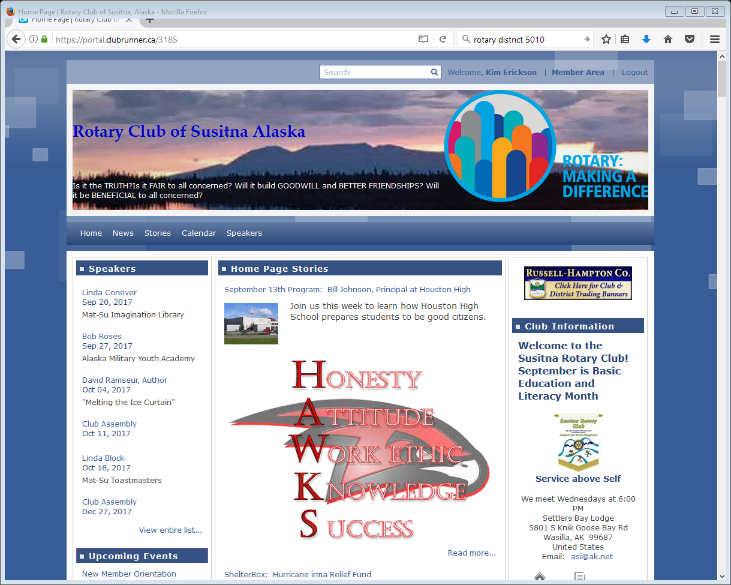 Home Page | Rotary Club of Susitna, Alaska - Mozilla Firefox
Home Page | Rotary Club of
https://portal.clubrunner.ca/3185
rotary district 5010
Search
Welcome, Kim Erickson | Member Area | Logout
Rotary Club of Susitna Alaska
Is it the TRUTH?Is it FAIR to all concerned? Will it build GOODWILL and BETTER FRIENDSHIPS? Will
it be BENEFICIAL to all concerned?
ROTARY:
MAKING A
DIFFERENCE
Home News Stories Calendar Speakers
Speakers
Linda Conover
Sep 20, 2017
Mat-Su Imagination Library
Bob Roses
Sep 27, 2017
Alaska Military Youth Academy
David Ramseur, Author
Oct 04, 2017
"Melting the Ice Curtain"
Club Assembly
Oct 11, 2017
Linda Block
Oct 18, 2017
Mat-Su Toastmasters
Club Assembly
Dec 27, 2017
View entire list...
Upcoming Events
New Member Orientation
Home Page Stories
September 13th Program: Bill Johnson, Principal at Houston High
Join us this week to learn how Houston High
School prepares students to be good citizens.
HONESTY
ATTITUDE
WORK ETHIC
KNOWLEDGE
SUCCESS
Read more...
ShelterBox: Hurricane irma Relief Fund
RUSSELL-HAMPTON CO.
Click Here for Club &
District Trading Banners
Club Information
Welcome to the
Susitna Rotary Club!
September is Basic
Education and
Literacy Month
Susitna Rotary
Club
Service above Self
We meet Wednesdays at 6:00
PM
Settlers Bay Lodge
5801 S Knik Goose Bay Rd
Wasilla, AK 99687
United States
Email: asi@ak.net